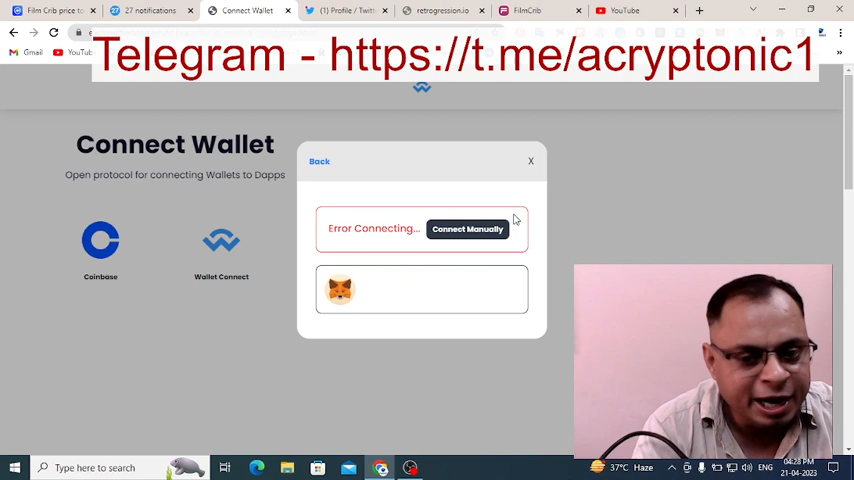 Film Crib price to
27 notifications
Connect Wallet
(1) Profile / Twitt
retrogression.io
FilmCrib
YouTube
Gmail
YouTu
Telegram - https://t.me/acryptonic1
Connect Wallet
Open protocol for connecting Wallets to Dapps
Coinbase
Wallet Connect
Back
X
Error Connecting...
Connect Manually
Type here to search
37°C Haze
ENG
04:28 PM
21-04-2023